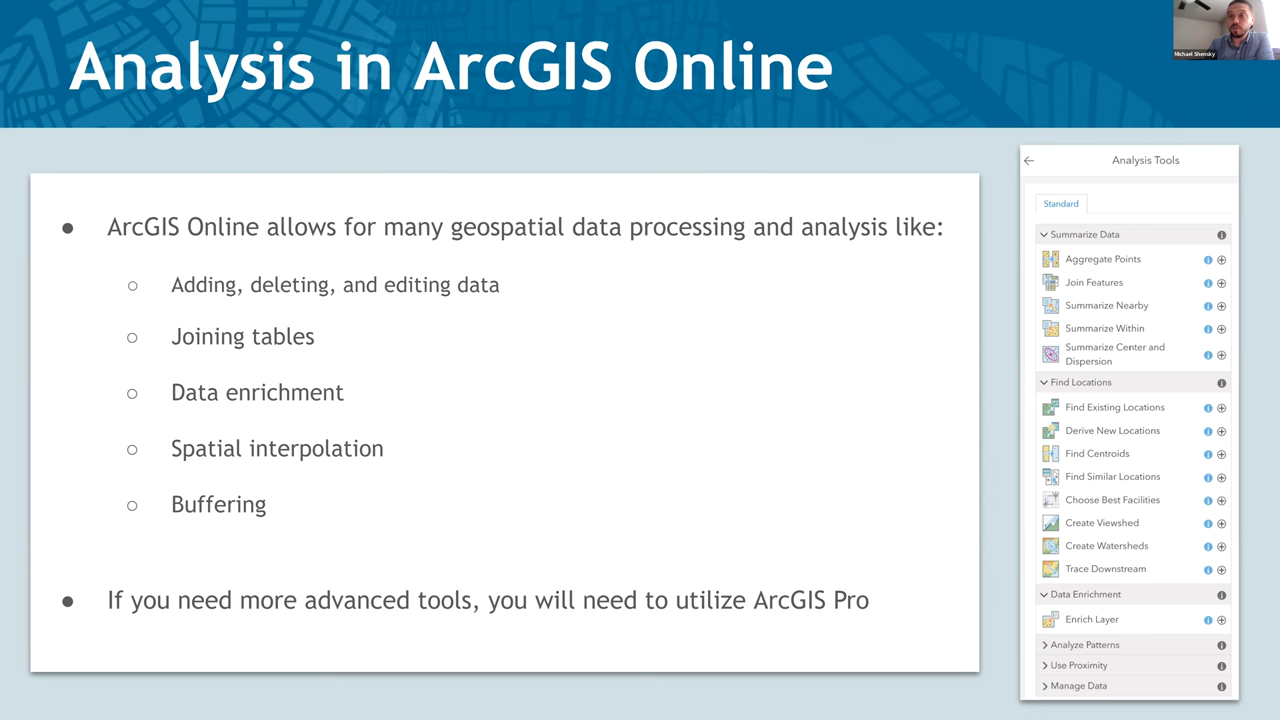 Analysis in ArcGIS Online
Michael Shensky
● ArcGIS Online allows for many geospatial data processing and analysis like:
○ Adding, deleting, and editing data
○ Joining tables
○ Data enrichment
○ Spatial interpolation
○ Buffering
● If you need more advanced tools, you will need to utilize ArcGIS Pro
Analysis Tools
Standard
Summarize Data
Aggregate Points
Join Features
Summarize Nearby
Summarize Within
Summarize Center and
Dispersion
Find Locations
Find Existing Locations
Derive New Locations
Find Centroids
Find Similar Locations
Choose Best Facilities
Create Viewshed
Create Watersheds
Trace Downstream
Data Enrichment
Enrich Layer
Analyze Patterns
Use Proximity
Manage Data